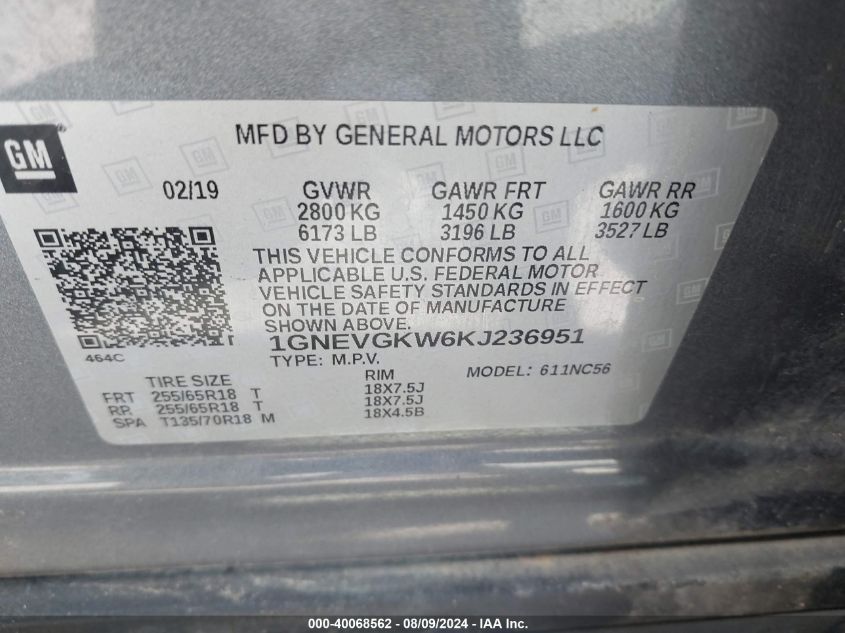 GM
MFD BY GENERAL MOTORS LLC
02/19 GVWR GAWR FRT GAWR RR
2800 KG 1450 KG 1600 KG
6173 LB 3196 LB 3527 LB
THIS VEHICLE CONFORMS TO ALL
APPLICABLE U.S. FEDERAL MOTOR
VEHICLE SAFETY STANDARDS IN EFFECT
ON THE DATE OF MANUFACTURE
SHOWN ABOVE.
1GNEVGKW6KJ236951
464C
TYPE: M.P.V. MODEL: 611NC56
TIRE SIZE RIM
FRT 255/65R18 T 18X7.5J
RR 255/65R18 T 18X7.5J
SPA T135/70R18 M 18X4.5B
000-40068562 - 08/09/2024 - IAA Inc.